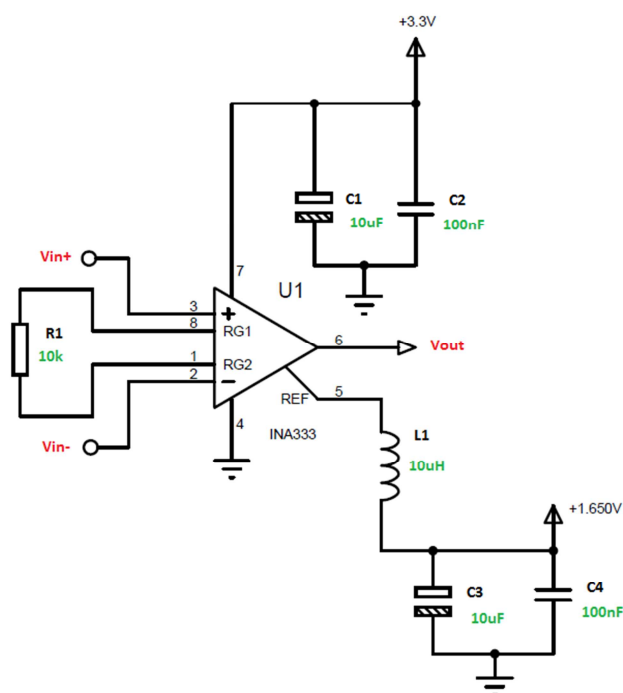 +3.3V
C1
10uF
C2
100nF
7
U1
Vin+
3
+
8
RG1
R1
10k
6
Vout
1
RG2
2
-
REF
5
4
INA333
Vin-
L1
10uH
+1.650V
C3
10uF
C4
100nF